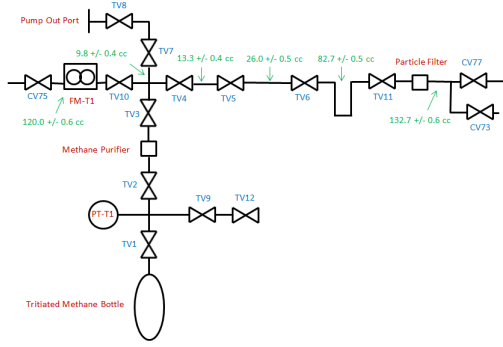 TV8
Pump Out Port
TV7
9.8 +/- 0.4 cc
13.3 +/- 0.4 cc
26.0 +/- 0.5 cc
82.7 +/- 0.5 cc
Particle Filter
CV77
CV75
FM-T1
TV10
TV4
TV5
TV6
TV11
TV3
120.0 +/- 0.6 cc
132.7 +/- 0.6 cc
CV73
Methane Purifier
TV2
TV9
TV12
PT-T1
TV1
Tritiated Methane Bottle